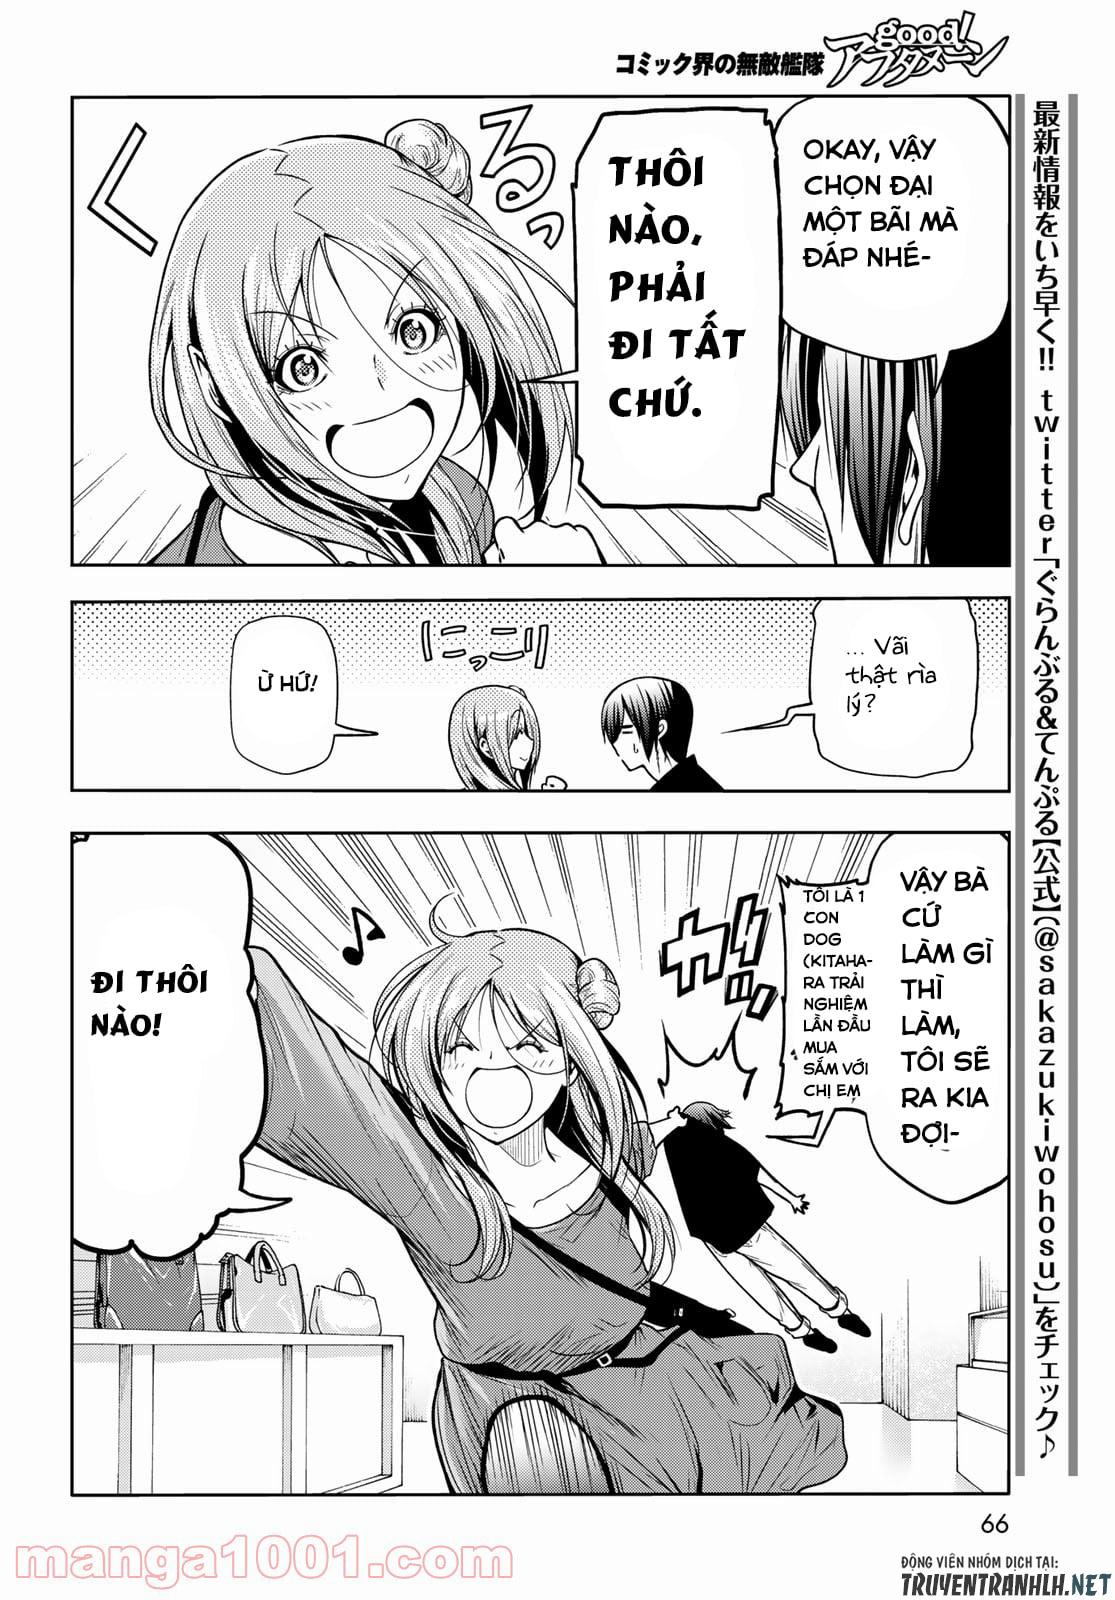 コミック界の無敵艦隊
good!
アフタヌーン
最新情報をいち早く!! twitter「ぐらんぶる&てんぷる【公式】(@sakazukiwohosu)」をチェック♪
OKAY, VẬY
CHỌN ĐẠI
MỘT BÃI MÀ
ĐÁP NHÉ-
THÔI
NÀO,
PHẢI
ĐI TẤT
CHỨ.
くるっ
... Vãi
thật rìa
lý?
にっこり
Ừ HỨ!
VẬY BÀ
CỨ
LÀM GÌ
THÌ
LÀM,
TÔI SẼ
RA KIA
ĐỢI-
TÔI LÀ 1
CON
DOG
(KITAHA-
RA TRẢI
NGHIỆM
LẦN ĐẦU
MUA
SẮM VỚI
CHỊ EM
ガシッ
ĐI THÔI
NÀO!
66
manga1001.com
ĐỘNG VIÊN NHÓM DỊCH TẠI:
TRUYENTRANHLH.NET